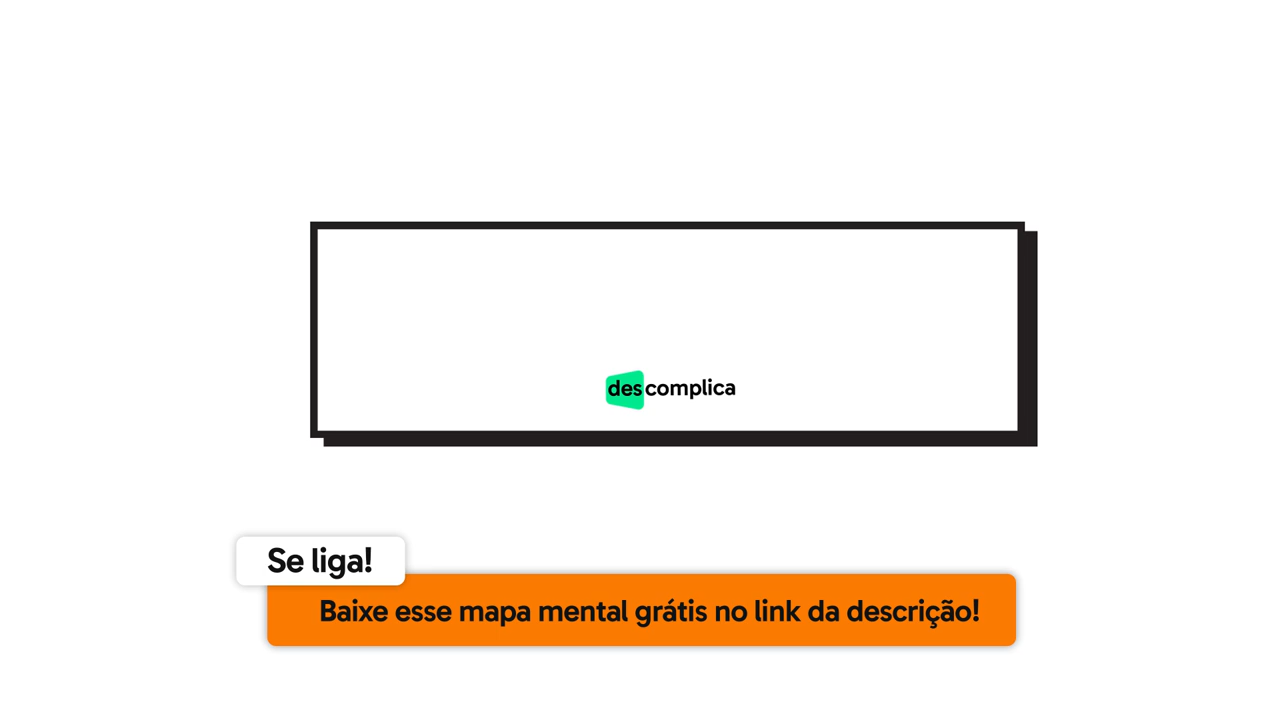 descomplica
Se liga!
Baixe esse mapa mental grátis no link da descrição!